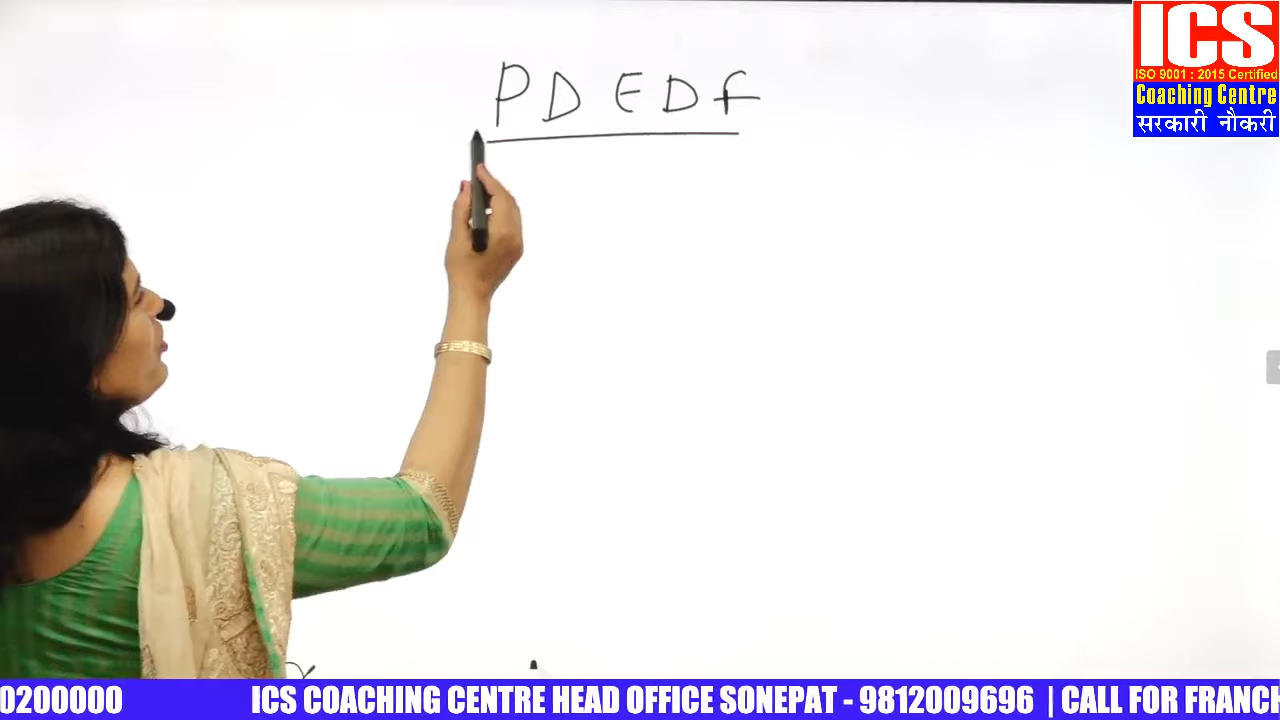 P D E D f
ICS
ISO 9001 : 2015 Certified
Coaching Centre
सरकारी नौकरी
0200000 ICS COACHING CENTRE HEAD OFFICE SONEPAT - 9812009696 | CALL FOR FRANCH